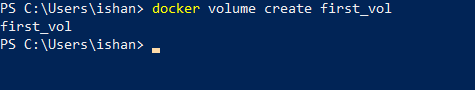 PS C:\Users\ishan> docker volume create first_vol
first_vol
PS C:\Users\ishan>